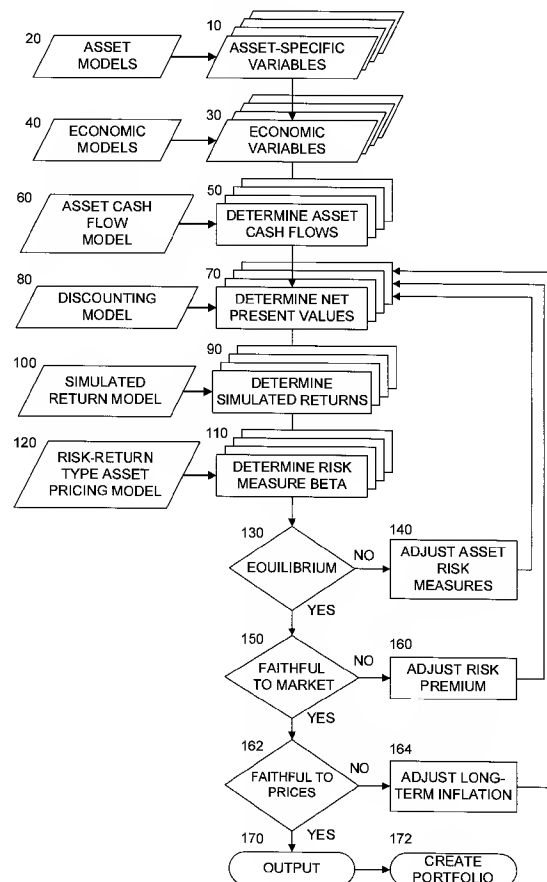 20
ASSET
MODELS
10
ASSET-SPECIFIC
VARIABLES
40
ECONOMIC MODELS
30
ECONOMIC
VARIABLES
60
ASSET CASH
FLOW
MODEL
50
DETERMINE ASSET
CASH FLOWS
80
DISCOUNTING
MODEL
70
DETERMINE NET
PRESENT VALUES
100
SIMULATED
RETURN MODEL
90
DETERMINE
SIMULATED RETURNS
120
RISK-RETURN
TYPE ASSET
PRICING MODEL
110
DETERMINE RISK
MEASURE BETA
130
EQUILIBRIUM
NO
YES
140
ADJUST ASSET
RISK
MEASURES
150
FAITHFUL
TO MARKET
NO
YES
160
ADJUST RISK
PREMIUM
162
FAITHFUL TO
PRICES
NO
YES
164
ADJUST LONG-
TERM INFLATION
170
OUTPUT
172
CREATE
PORTFOLIO